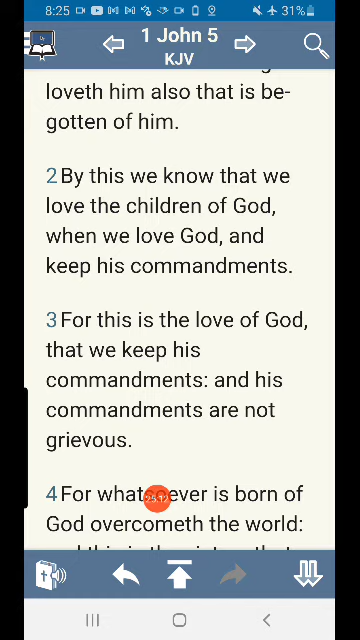 8:25 31%
1 John 5
KJV
loveth him also that is be-
gotten of him.
2 By this we know that we
love the children of God,
when we love God, and
keep his commandments.
3 For this is the love of God,
that we keep his
commandments: and his
commandments are not
grievous.
4 For whatsoever is born of
God overcometh the world: